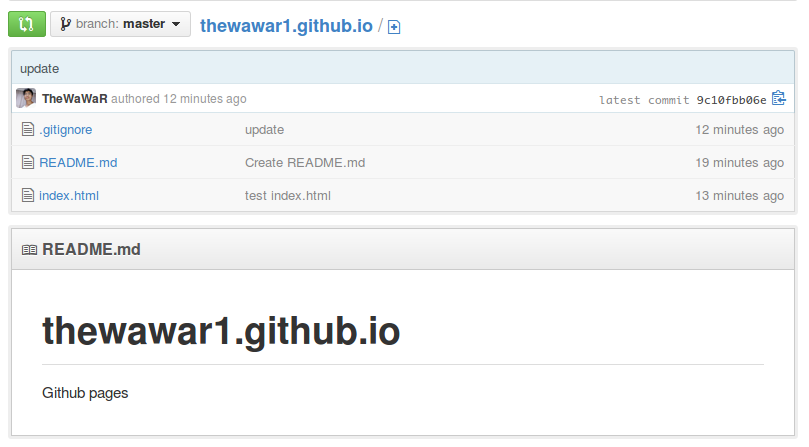 branch: master thewawar1.github.io /
update
TheWaWaR authored 12 minutes ago latest commit 9c10fbb06e
.gitignore update 12 minutes ago
README.md Create README.md 19 minutes ago
index.html test index.html 13 minutes ago
README.md
thewawar1.github.io
Github pages